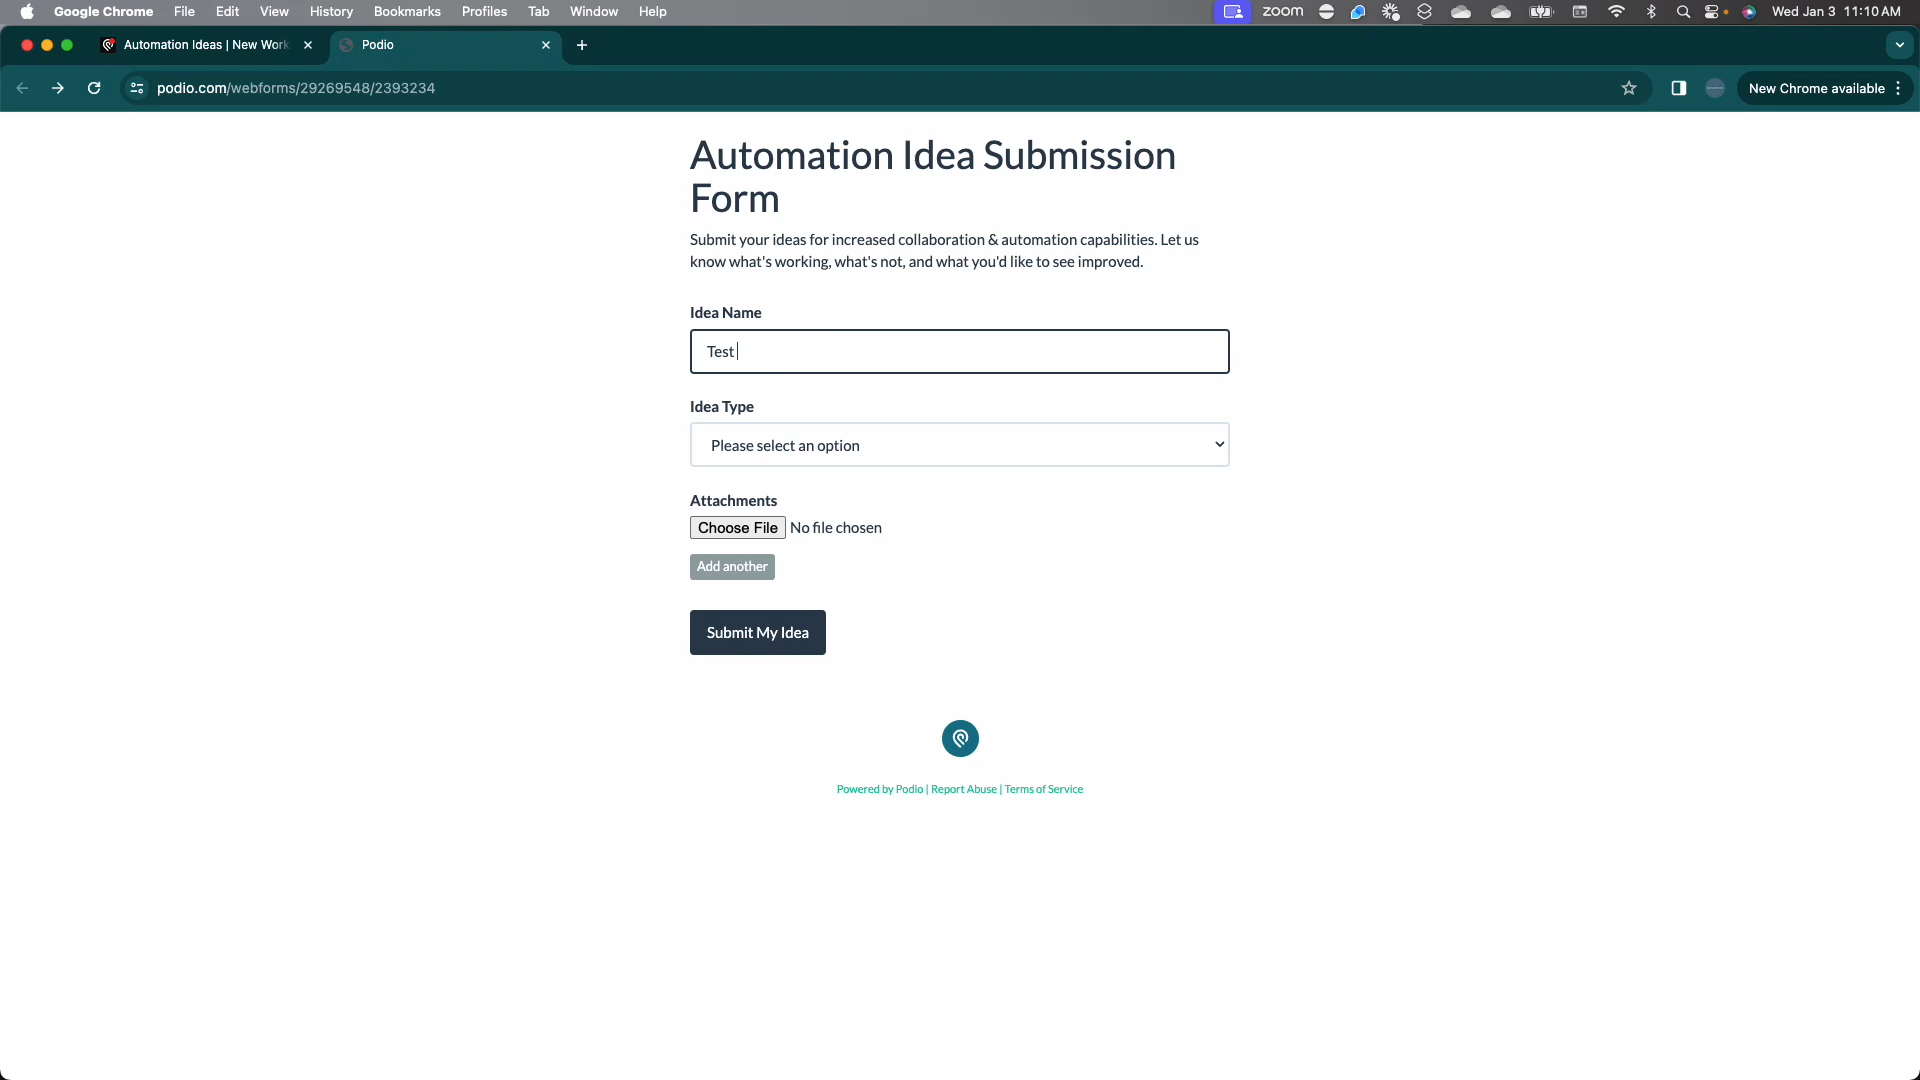 Google Chrome File Edit View History Bookmarks Profiles Tab Window Help zoom Wed Jan 3 11:10 AM
Automation Ideas | New Work Podio
podio.com/webforms/29269548/2393234 New Chrome available
Automation Idea Submission
Form
Submit your ideas for increased collaboration & automation capabilities. Let us
know what's working, what's not, and what you'd like to see improved.
Idea Name
Test
Idea Type
Please select an option
Attachments
Choose File No file chosen
Add another
Submit My Idea
Powered by Podio | Report Abuse | Terms of Service